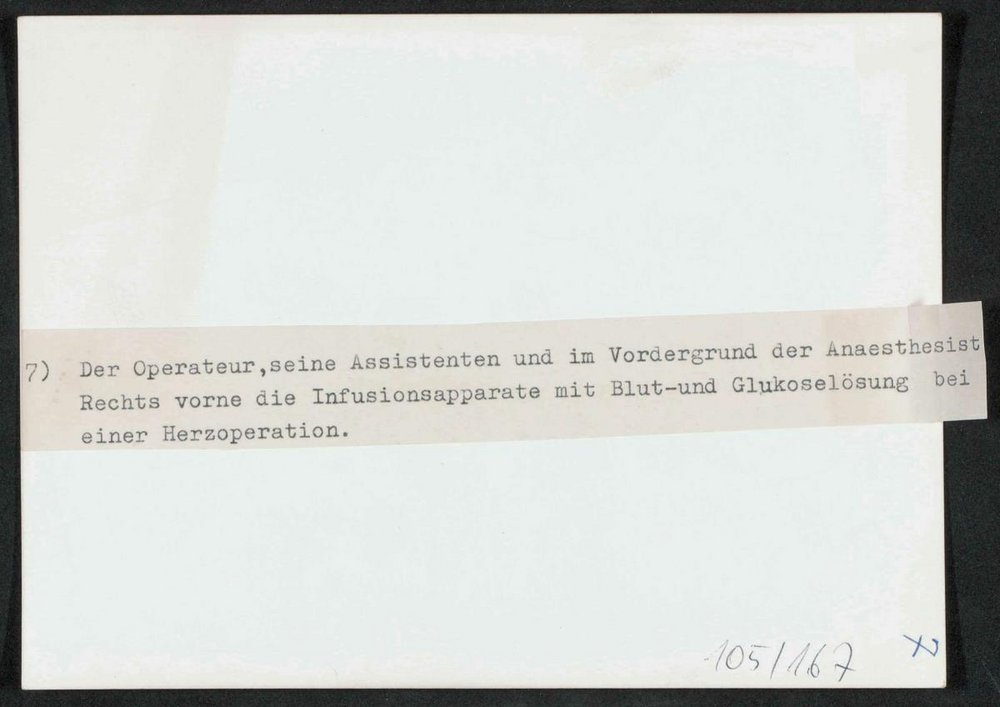 7) Der Operateur,seine Assistenten und im Vordergrund der Anaesthesist
Rechts vorne die Infusionsapparate mit Blut-und Glukoselösung bei
einer Herzoperation.
105/167